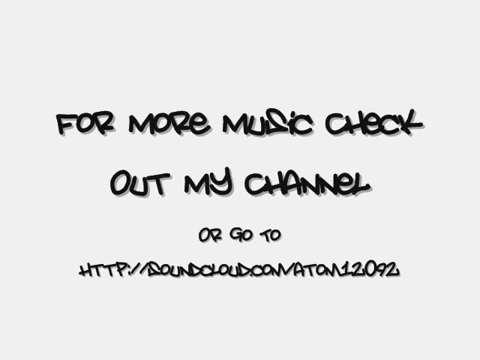 FOR MORE MUSiC CHECK
OUT MY CHANNEL
OR GO TO
HTTP://SOUNDCLOUD.COM/ATOM12092